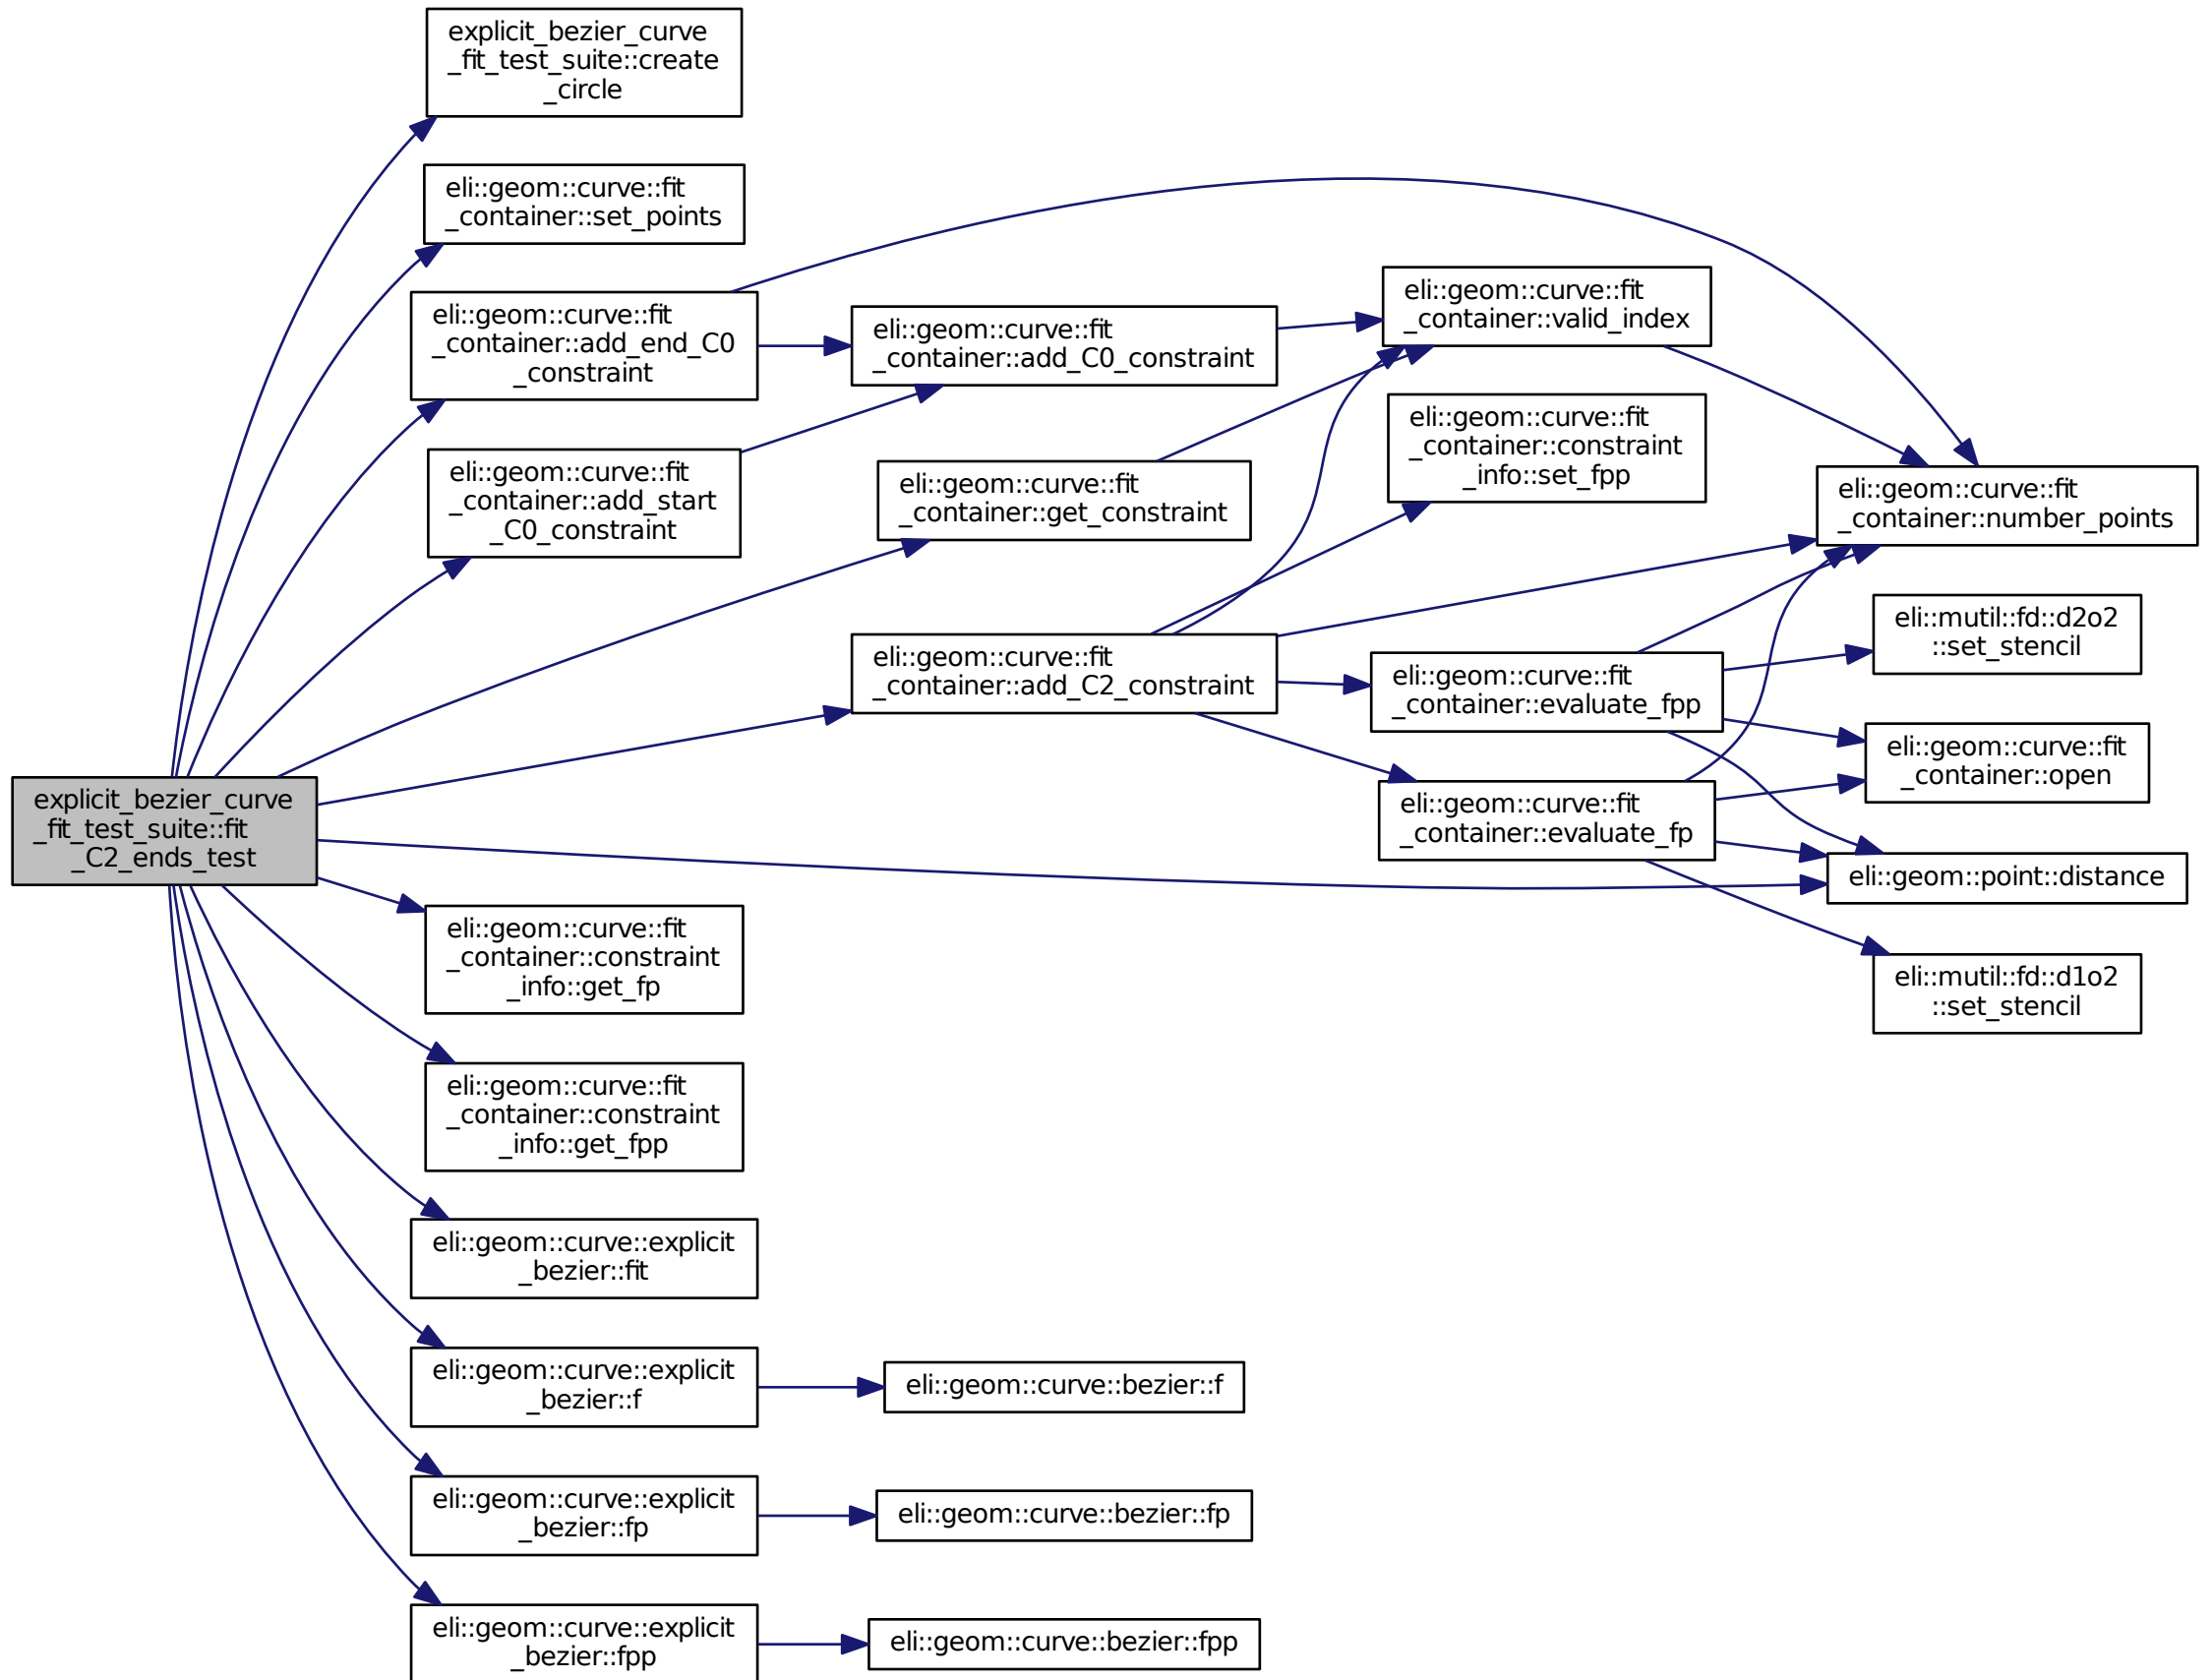 explicit_bezier_curve
_fit_test_suite::create
_circle
eli::geom::curve::fit
_container::set_points
eli::geom::curve::fit
_container::add_end_C0
_constraint
eli::geom::curve::fit
_container::add_start
_C0_constraint
eli::geom::curve::fit
_container::add_C0_constraint
eli::geom::curve::fit
_container::get_constraint
eli::geom::curve::fit
_container::add_C2_constraint
eli::geom::curve::fit
_container::valid_index
eli::geom::curve::fit
_container::constraint
_info::set_fpp
eli::geom::curve::fit
_container::evaluate_fpp
eli::geom::curve::fit
_container::evaluate_fp
eli::geom::curve::fit
_container::number_points
eli::mutil::fd::d2o2
::set_stencil
eli::geom::curve::fit
_container::open
eli::geom::point::distance
eli::mutil::fd::d1o2
::set_stencil
explicit_bezier_curve
_fit_test_suite::fit
_C2_ends_test
eli::geom::curve::fit
_container::constraint
_info::get_fp
eli::geom::curve::fit
_container::constraint
_info::get_fpp
eli::geom::curve::explicit
_bezier::fit
eli::geom::curve::explicit
_bezier::f
eli::geom::curve::bezier::f
eli::geom::curve::explicit
_bezier::fp
eli::geom::curve::bezier::fp
eli::geom::curve::explicit
_bezier::fpp
eli::geom::curve::bezier::fpp